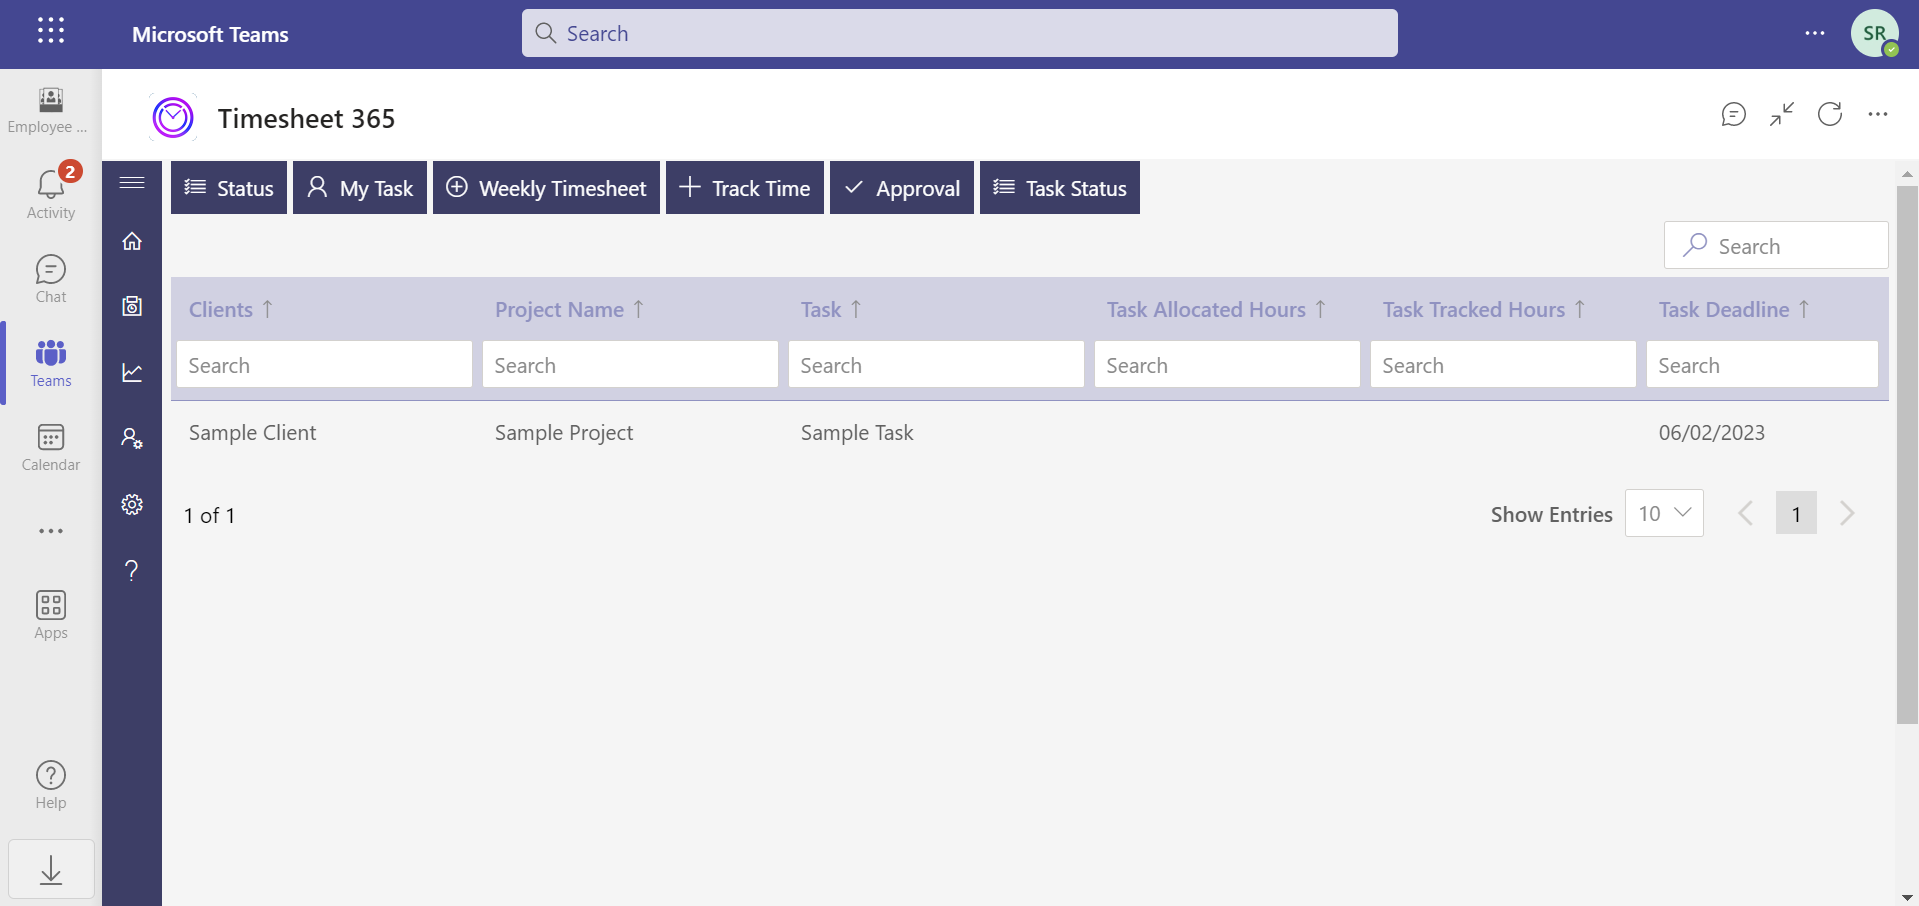 Microsoft Teams
Search
SR
Employee ...
Timesheet 365
2
Activity
Chat
Teams
Calendar
Apps
Help
Status
My Task
Weekly Timesheet
Track Time
Approval
Task Status
Search
Clients Project Name Task Task Allocated Hours Task Tracked Hours Task Deadline
Search Search Search Search Search Search
Sample Client Sample Project Sample Task 06/02/2023
1 of 1
Show Entries 10 1